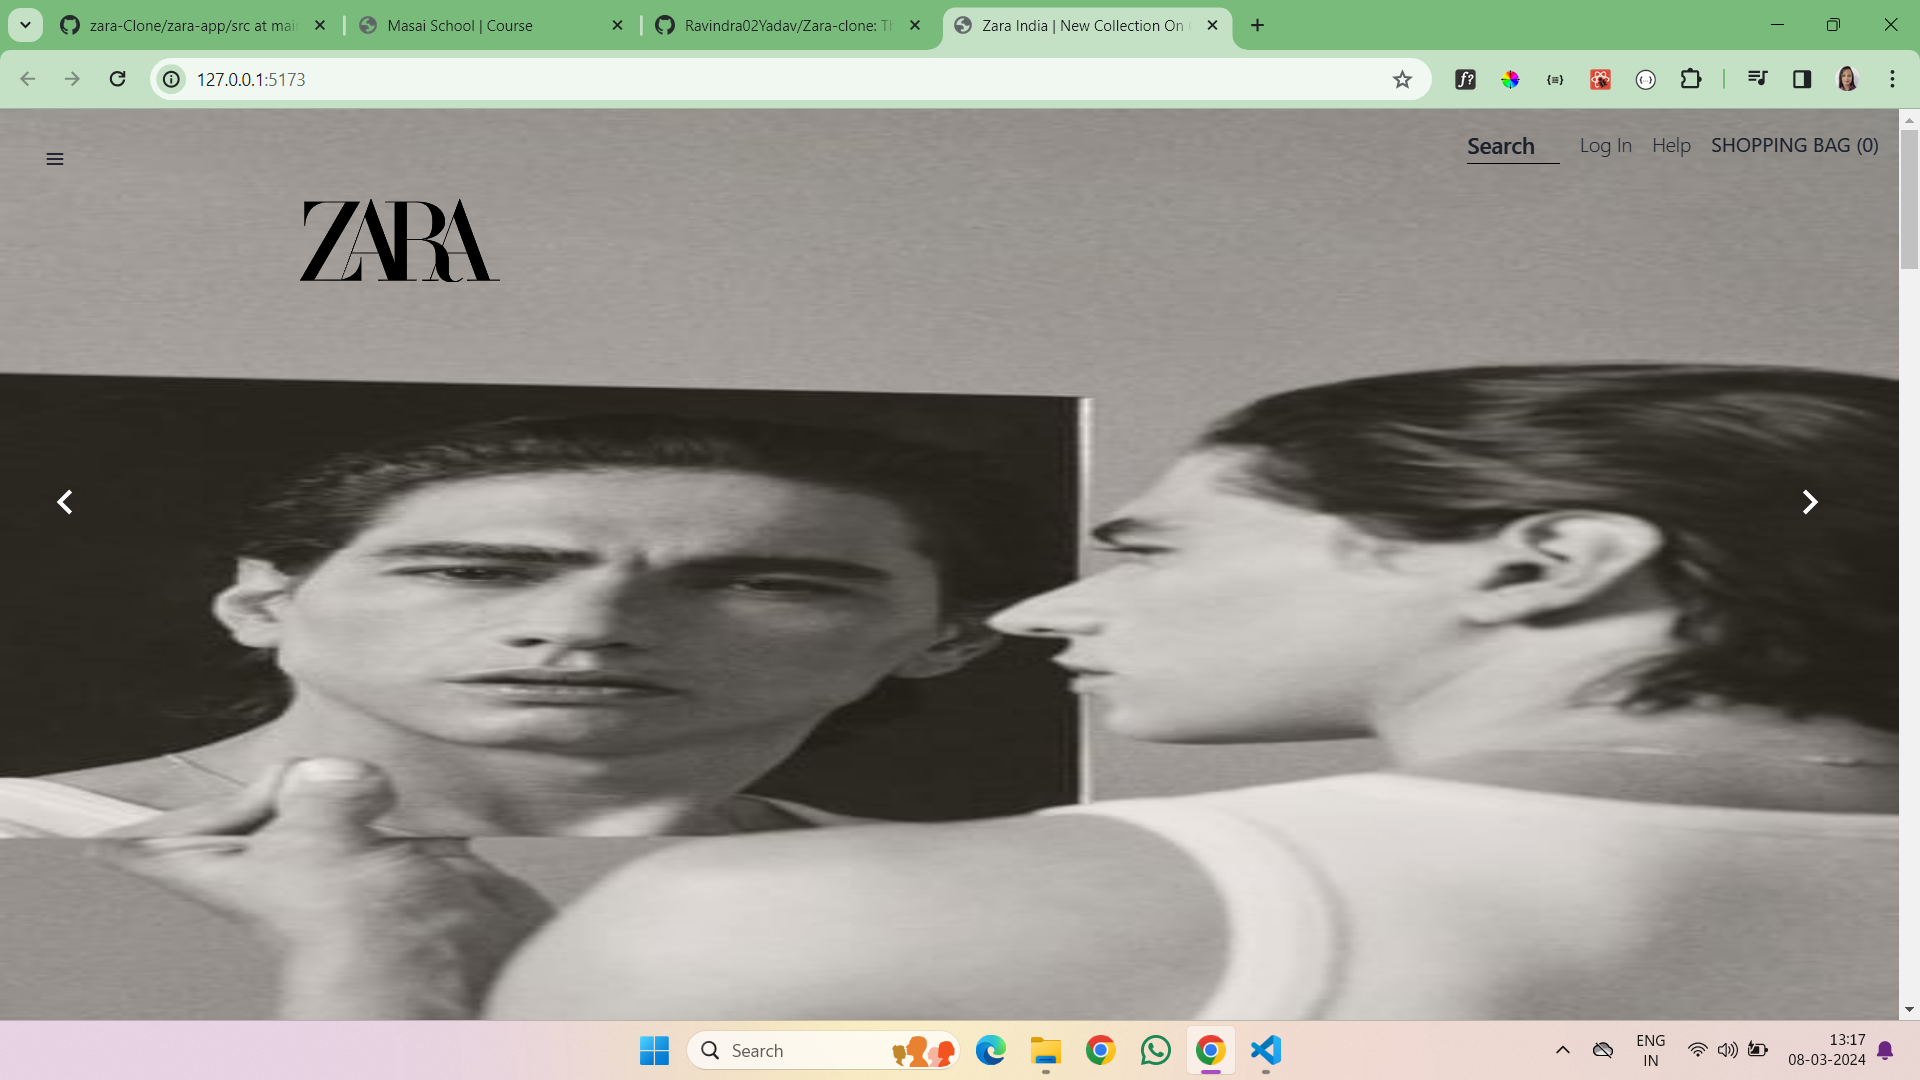 zara-Clone/zara-app/src at main
Masai School | Course
Ravindra02Yadav/Zara-clone: Th
Zara India | New Collection On
127.0.0.1:5173
Search
Log In
Help
SHOPPING BAG (0)
ZARA
Search
ENG
IN
13:17
08-03-2024